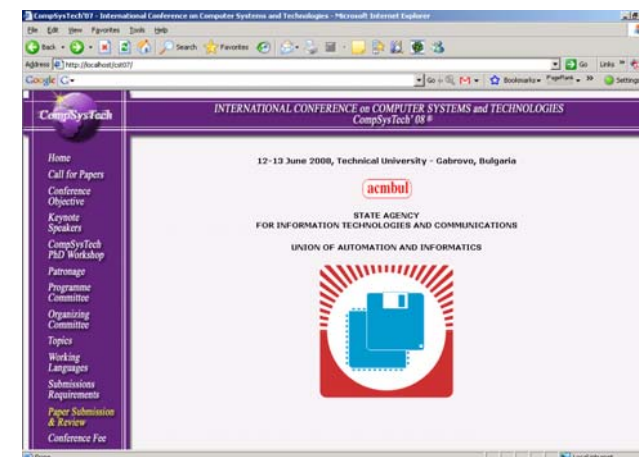 CompSysTech'07 - International Conference on Computer Systems and Technologies - Microsoft Internet Explorer
File Edit View Favorites Tools Help
Back Search Favorites
Address http://localhost/cst07/ Go Links »
Google G Go Bookmarks PageRank Settings
CompSysTech
INTERNATIONAL CONFERENCE on COMPUTER SYSTEMS and TECHNOLOGIES
CompSysTech' 08 ®
Home
Call for Papers
Conference
Objective
Keynote
Speakers
CompSysTech
PhD Workshop
Patronage
Programme
Committee
Organizing
Committee
Topics
Working
Languages
Submissions
Requirements
Paper Submission
& Review
Conference Fee
12-13 June 2008, Technical University - Gabrovo, Bulgaria
acmbul
STATE AGENCY
FOR INFORMATION TECHNOLOGIES AND COMMUNICATIONS
UNION OF AUTOMATION AND INFORMATICS